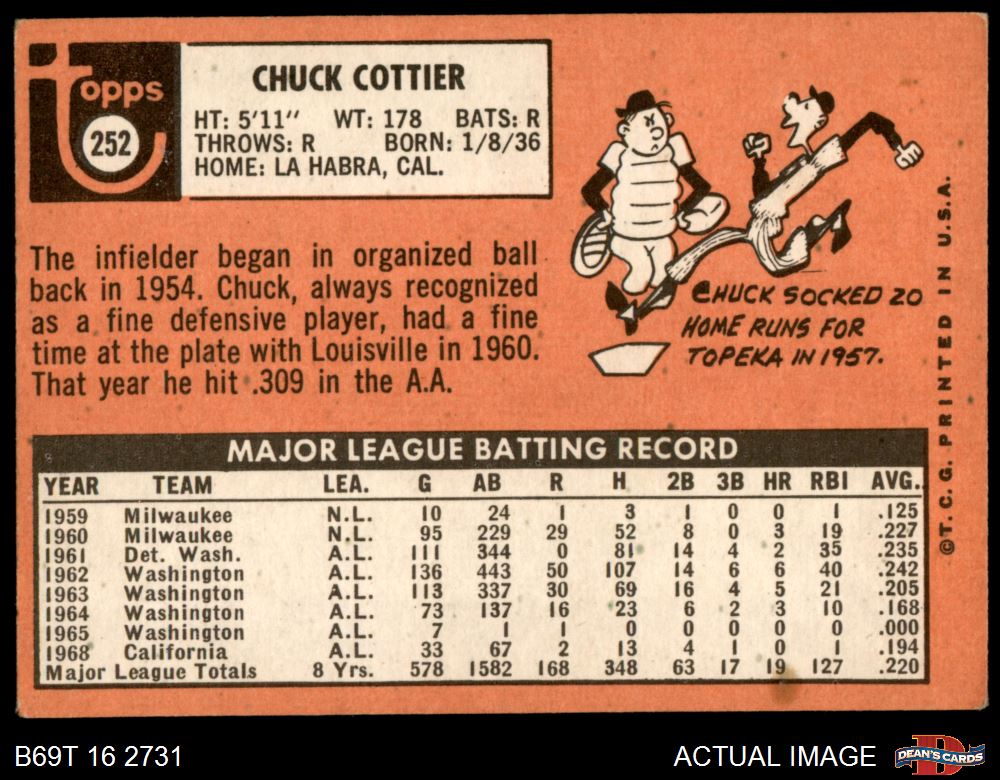 Topps
252
CHUCK COTTIER
HT: 5'11" WT: 178 BATS: R
THROWS: R BORN: 1/8/36
HOME: LA HABRA, CAL.
The infielder began in organized ball
back in 1954. Chuck, always recognized
as a fine defensive player, had a fine
time at the plate with Louisville in 1960.
That year he hit .309 in the A.A.
CHUCK SOCKED 20
HOME RUNS FOR
TOPEKA IN 1957.
©T.C.G. PRINTED IN U.S.A.
MAJOR LEAGUE BATTING RECORD
YEAR TEAM LEA. G AB R H 2B 3B HR RBI AVG.
1959 Milwaukee N.L. 10 24 1 3 1 0 0 1 .125
1960 Milwaukee N.L. 95 229 29 52 8 0 3 19 .227
1961 Det. Wash. A.L. 111 344 0 81 14 4 2 35 .235
1962 Washington A.L. 136 443 50 107 14 6 6 40 .242
1963 Washington A.L. 113 337 30 69 16 4 5 21 .205
1964 Washington A.L. 73 137 16 23 6 2 3 10 .168
1965 Washington A.L. 7 1 1 0 0 0 0 0 .000
1968 California A.L. 33 67 2 13 4 1 0 1 .194
Major League Totals 8 Yrs. 578 1582 168 348 63 17 19 127 .220
B69T 16 2731
ACTUAL IMAGE
D
DEAN'S CARDS